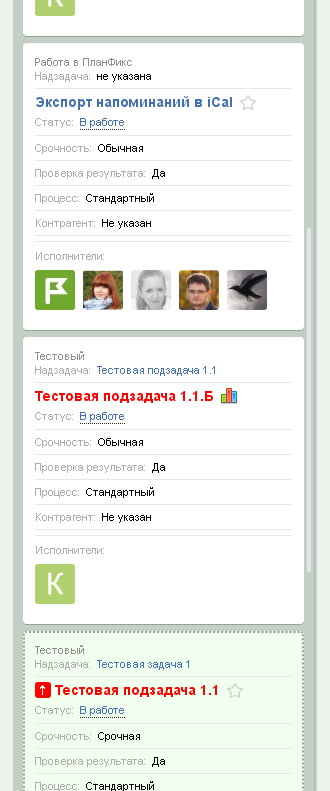 К
Работа в ПланФикс
Надзадача: не указана
Экспорт напоминаний в iCal
Статус: В работе
Срочность: Обычная
Проверка результата: Да
Процесс: Стандартный
Контрагент: Не указан
Исполнители:
Тестовый
Надзадача: Тестовая подзадача 1.1
Тестовая подзадача 1.1.Б
Статус: В работе
Срочность: Обычная
Проверка результата: Да
Процесс: Стандартный
Контрагент: Не указан
Исполнители:
К
Тестовый
Надзадача: Тестовая задача 1
Тестовая подзадача 1.1
Статус: В работе
Срочность: Срочная
Проверка результата: Да
Процесс: Стандартный